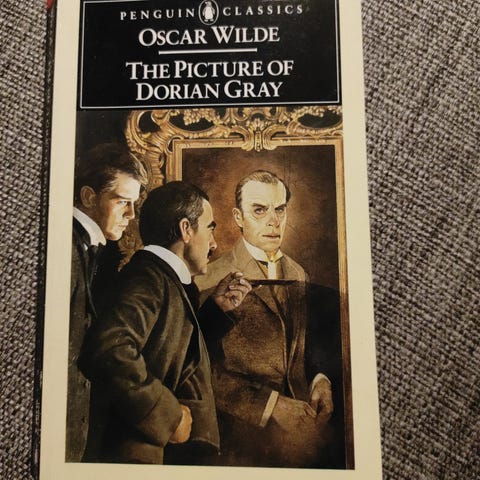 PENGUIN CLASSICS
OSCAR WILDE
THE PICTURE OF
DORIAN GRAY